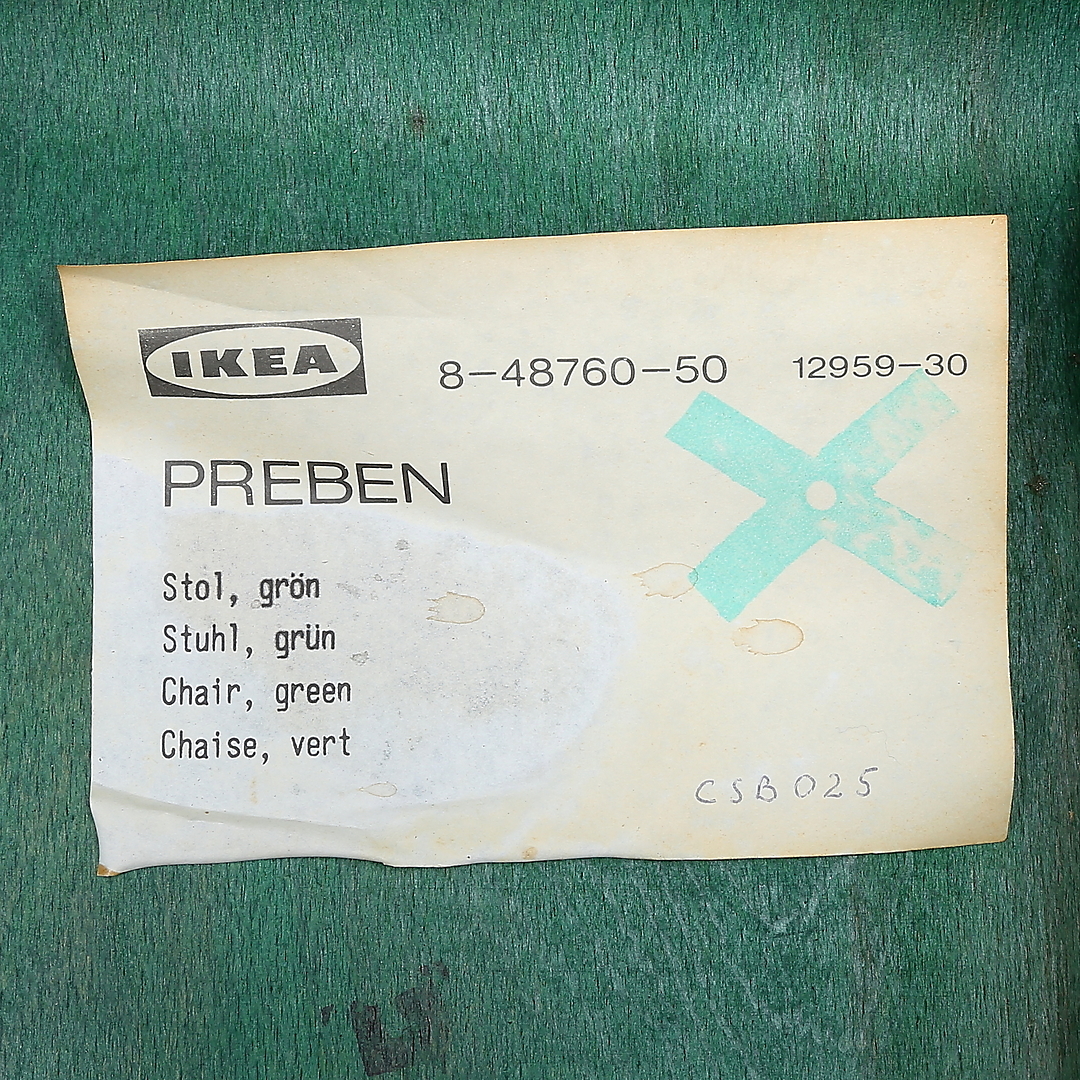 IKEA 8-48760-50 12959-30
PREBEN
Stol, grön
Stuhl, grün
Chair, green
Chaise, vert
CSB025